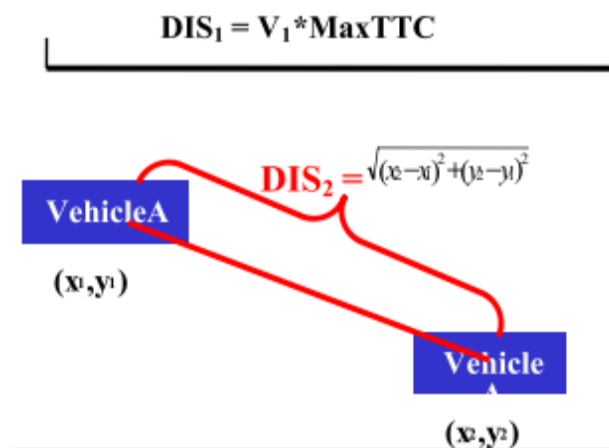 DIS₁ = V₁*MaxTTC
DIS₂ = √(x₂−x₁)²+(y₂−y₁)²
VehicleA
(x₁,y₁)
Vehicle
A
(x₂,y₂)